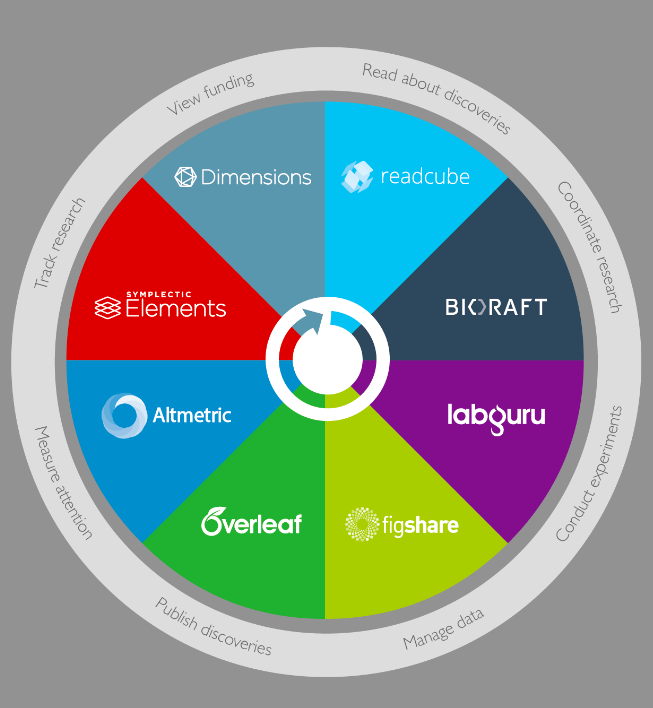 View funding
Read about discoveries
Coordinate research
Conduct experiments
Manage data
Publish discoveries
Measure attention
Track research
Dimensions
readcube
BIORAFT
labguru
figshare
Overleaf
Altmetric
SYMPLECTIC
Elements